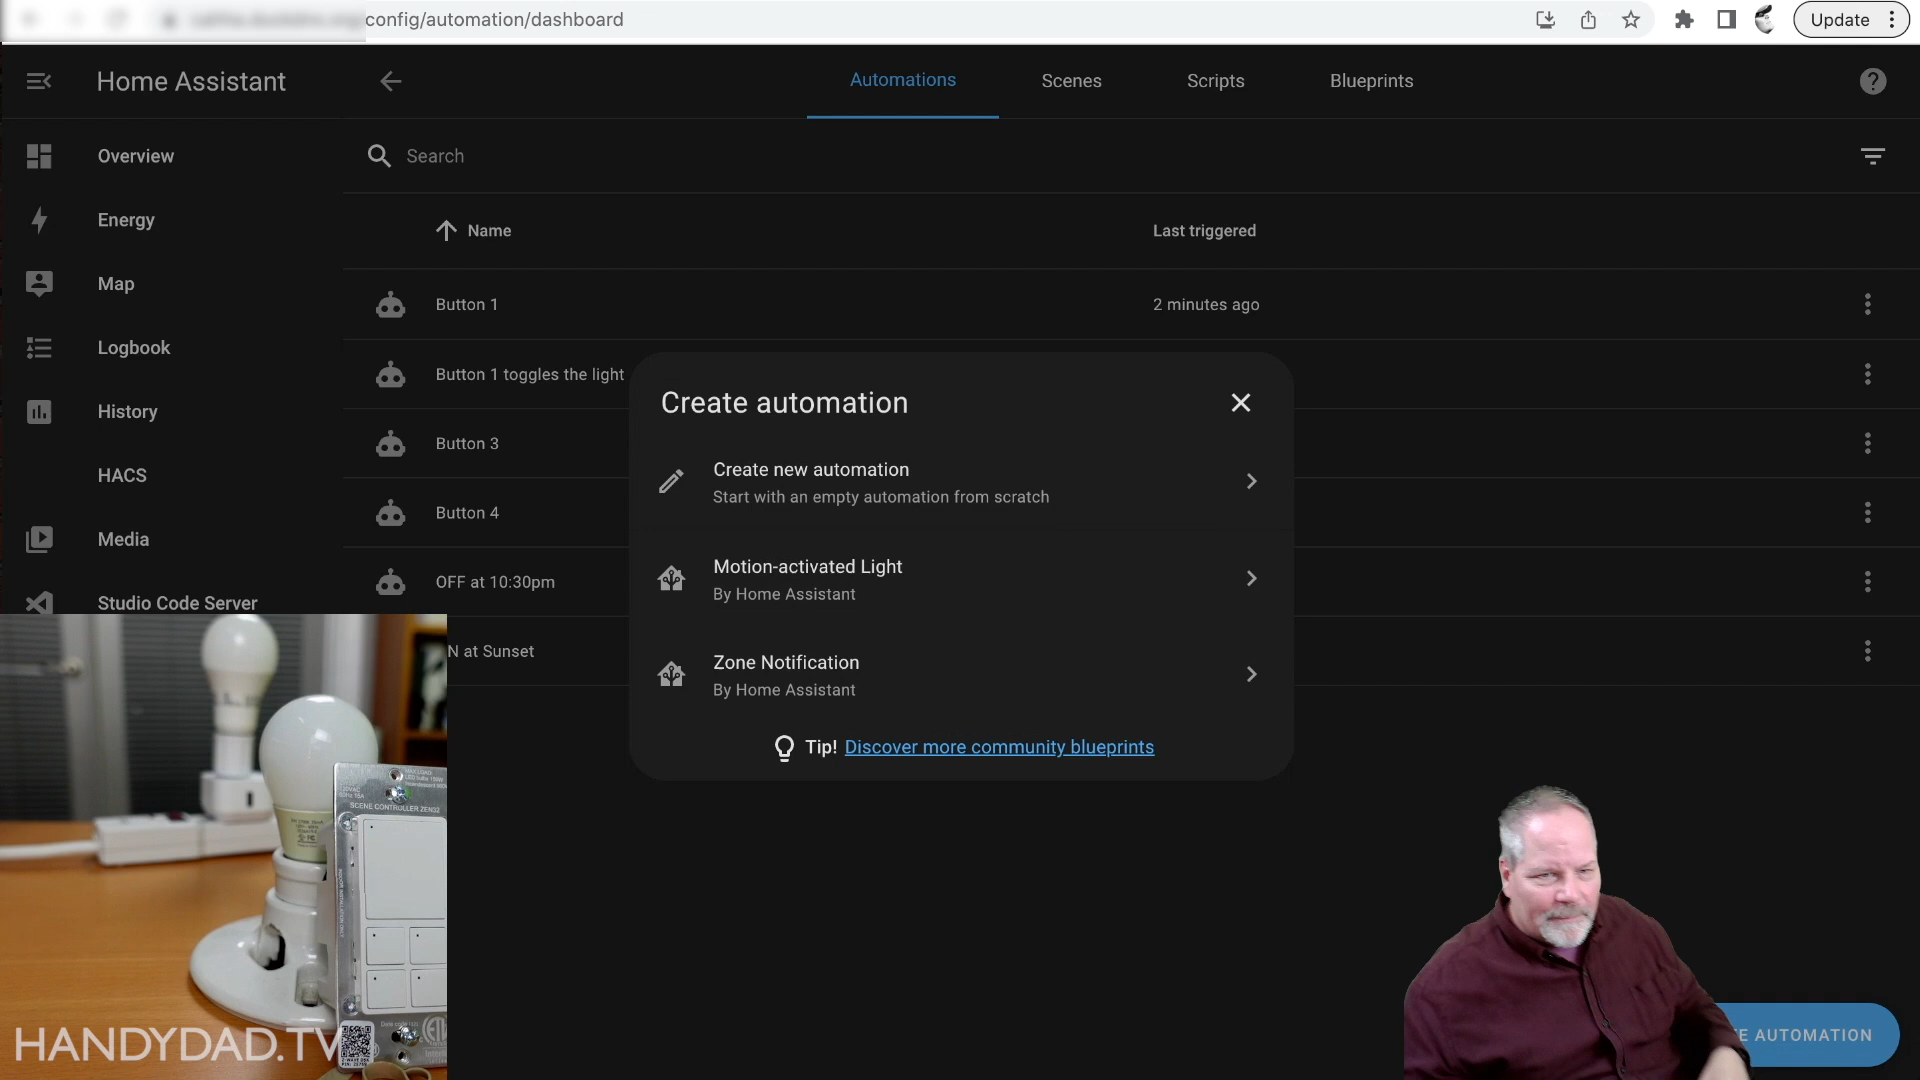 config/automation/dashboard
Update
Home Assistant
Automations
Scenes
Scripts
Blueprints
Overview
Energy
Map
Logbook
History
HACS
Media
Studio Code Server
Search
Name
Last triggered
Button 1
2 minutes ago
Button 1 toggles the light
Button 3
Button 4
OFF at 10:30pm
N at Sunset
Create automation
Create new automation
Start with an empty automation from scratch
Motion-activated Light
By Home Assistant
Zone Notification
By Home Assistant
Tip! Discover more community blueprints
E AUTOMATION
SCENE CONTROLLER ZEN32
HANDYDAD.TV